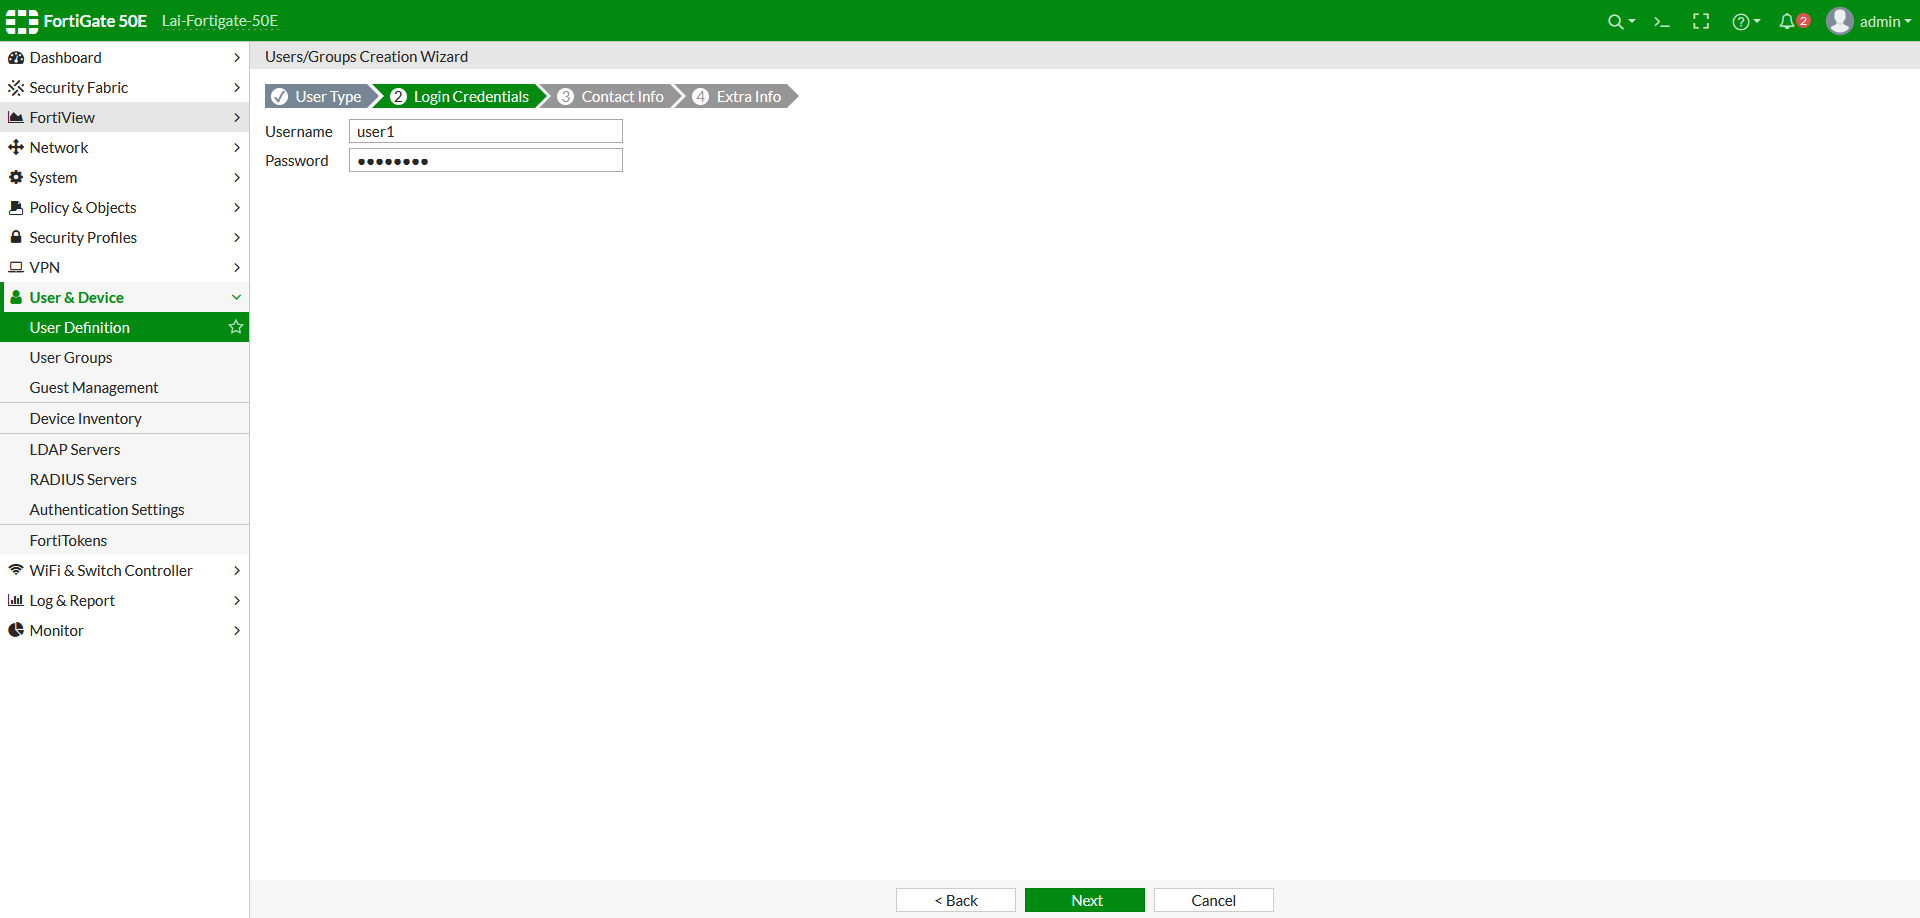 FortiGate 50E Lai-Fortigate-50E
>_ ? 2 admin
Dashboard
Security Fabric
FortiView
Network
System
Policy & Objects
Security Profiles
VPN
User & Device
User Definition
User Groups
Guest Management
Device Inventory
LDAP Servers
RADIUS Servers
Authentication Settings
FortiTokens
WiFi & Switch Controller
Log & Report
Monitor
Users/Groups Creation Wizard
User Type 2 Login Credentials 3 Contact Info 4 Extra Info
Username user1
Password ●●●●●●●●
< Back Next Cancel